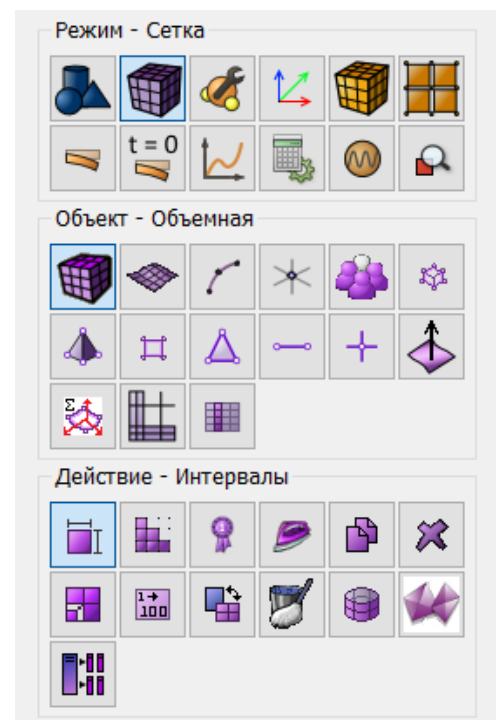 Режим - Сетка
t = 0
Объект - Объемная
Σ
Действие - Интервалы
I
1→
100